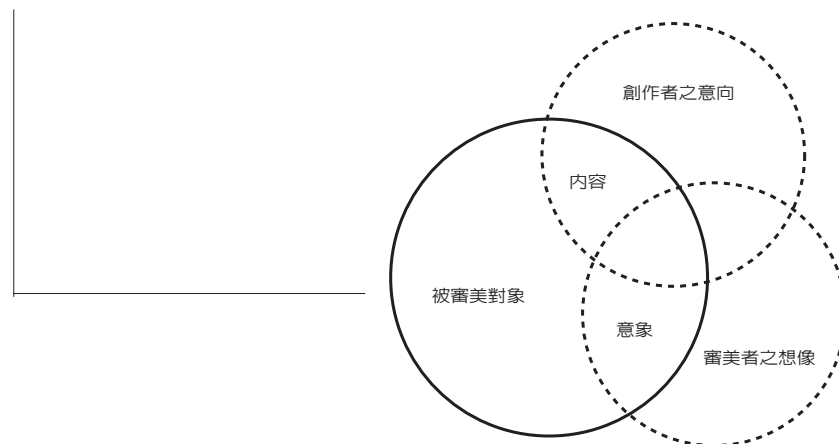 創作者之意向
内容
被審美對象
意象
審美者之想像